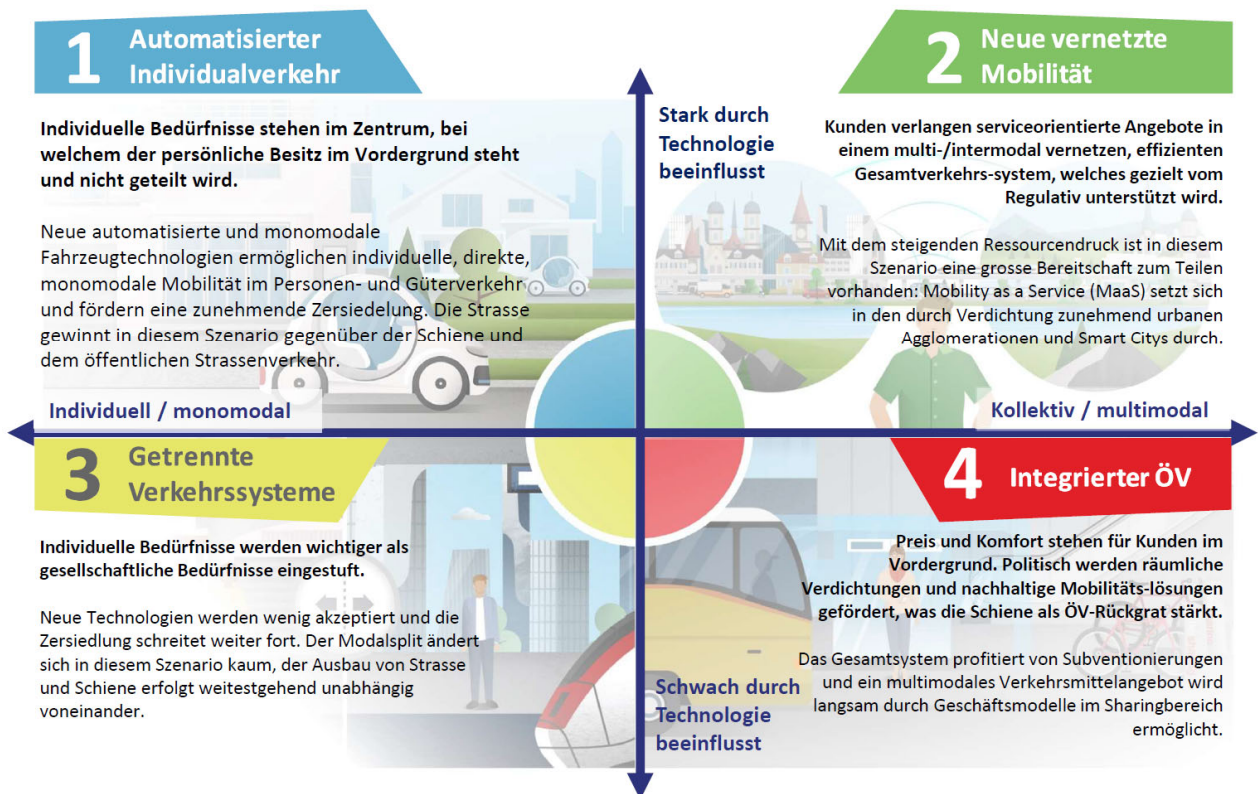 1
Automatisierter
Individualverkehr
Individuelle Bedürfnisse stehen im Zentrum, bei
welchem der persönliche Besitz im Vordergrund steht
und nicht geteilt wird.
Neue automatisierte und monomodale
Fahrzeugtechnologien ermöglichen individuelle, direkte,
monomodale Mobilität im Personen- und Güterverkehr
und fördern eine zunehmende Zersiedelung. Die Strasse
gewinnt in diesem Szenario gegenüber der Schiene und
dem öffentlichen Strassenverkehr.
Individuell / monomodal
Stark durch
Technologie
beeinflusst
2
Neue vernetzte
Mobilität
Kunden verlangen serviceorientierte Angebote in
einem multi-/intermodal vernetzen, effizienten
Gesamtverkehrs-system, welches gezielt vom
Regulativ unterstützt wird.
Mit dem steigenden Ressourcendruck ist in diesem
Szenario eine grosse Bereitschaft zum Teilen
vorhanden: Mobility as a Service (MaaS) setzt sich
in den durch Verdichtung zunehmend urbanen
Agglomerationen und Smart Citys durch.
Kollektiv / multimodal
3
Getrennte
Verkehrssysteme
Individuelle Bedürfnisse werden wichtiger als
gesellschaftliche Bedürfnisse eingestuft.
Neue Technologien werden wenig akzeptiert und die
Zersiedlung schreitet weiter fort. Der Modalsplit ändert
sich in diesem Szenario kaum, der Ausbau von Strasse
und Schiene erfolgt weitestgehend unabhängig
voneinander.
Schwach durch
Technologie
beeinflusst
4
Integrierter ÖV
Preis und Komfort stehen für Kunden im
Vordergrund. Politisch werden räumliche
Verdichtungen und nachhaltige Mobilitäts-lösungen
gefördert, was die Schiene als ÖV-Rückgrat stärkt.
Das Gesamtsystem profitiert von Subventionierungen
und ein multimodales Verkehrsmittelangebot wird
langsam durch Geschäftsmodelle im Sharingbereich
ermöglicht.